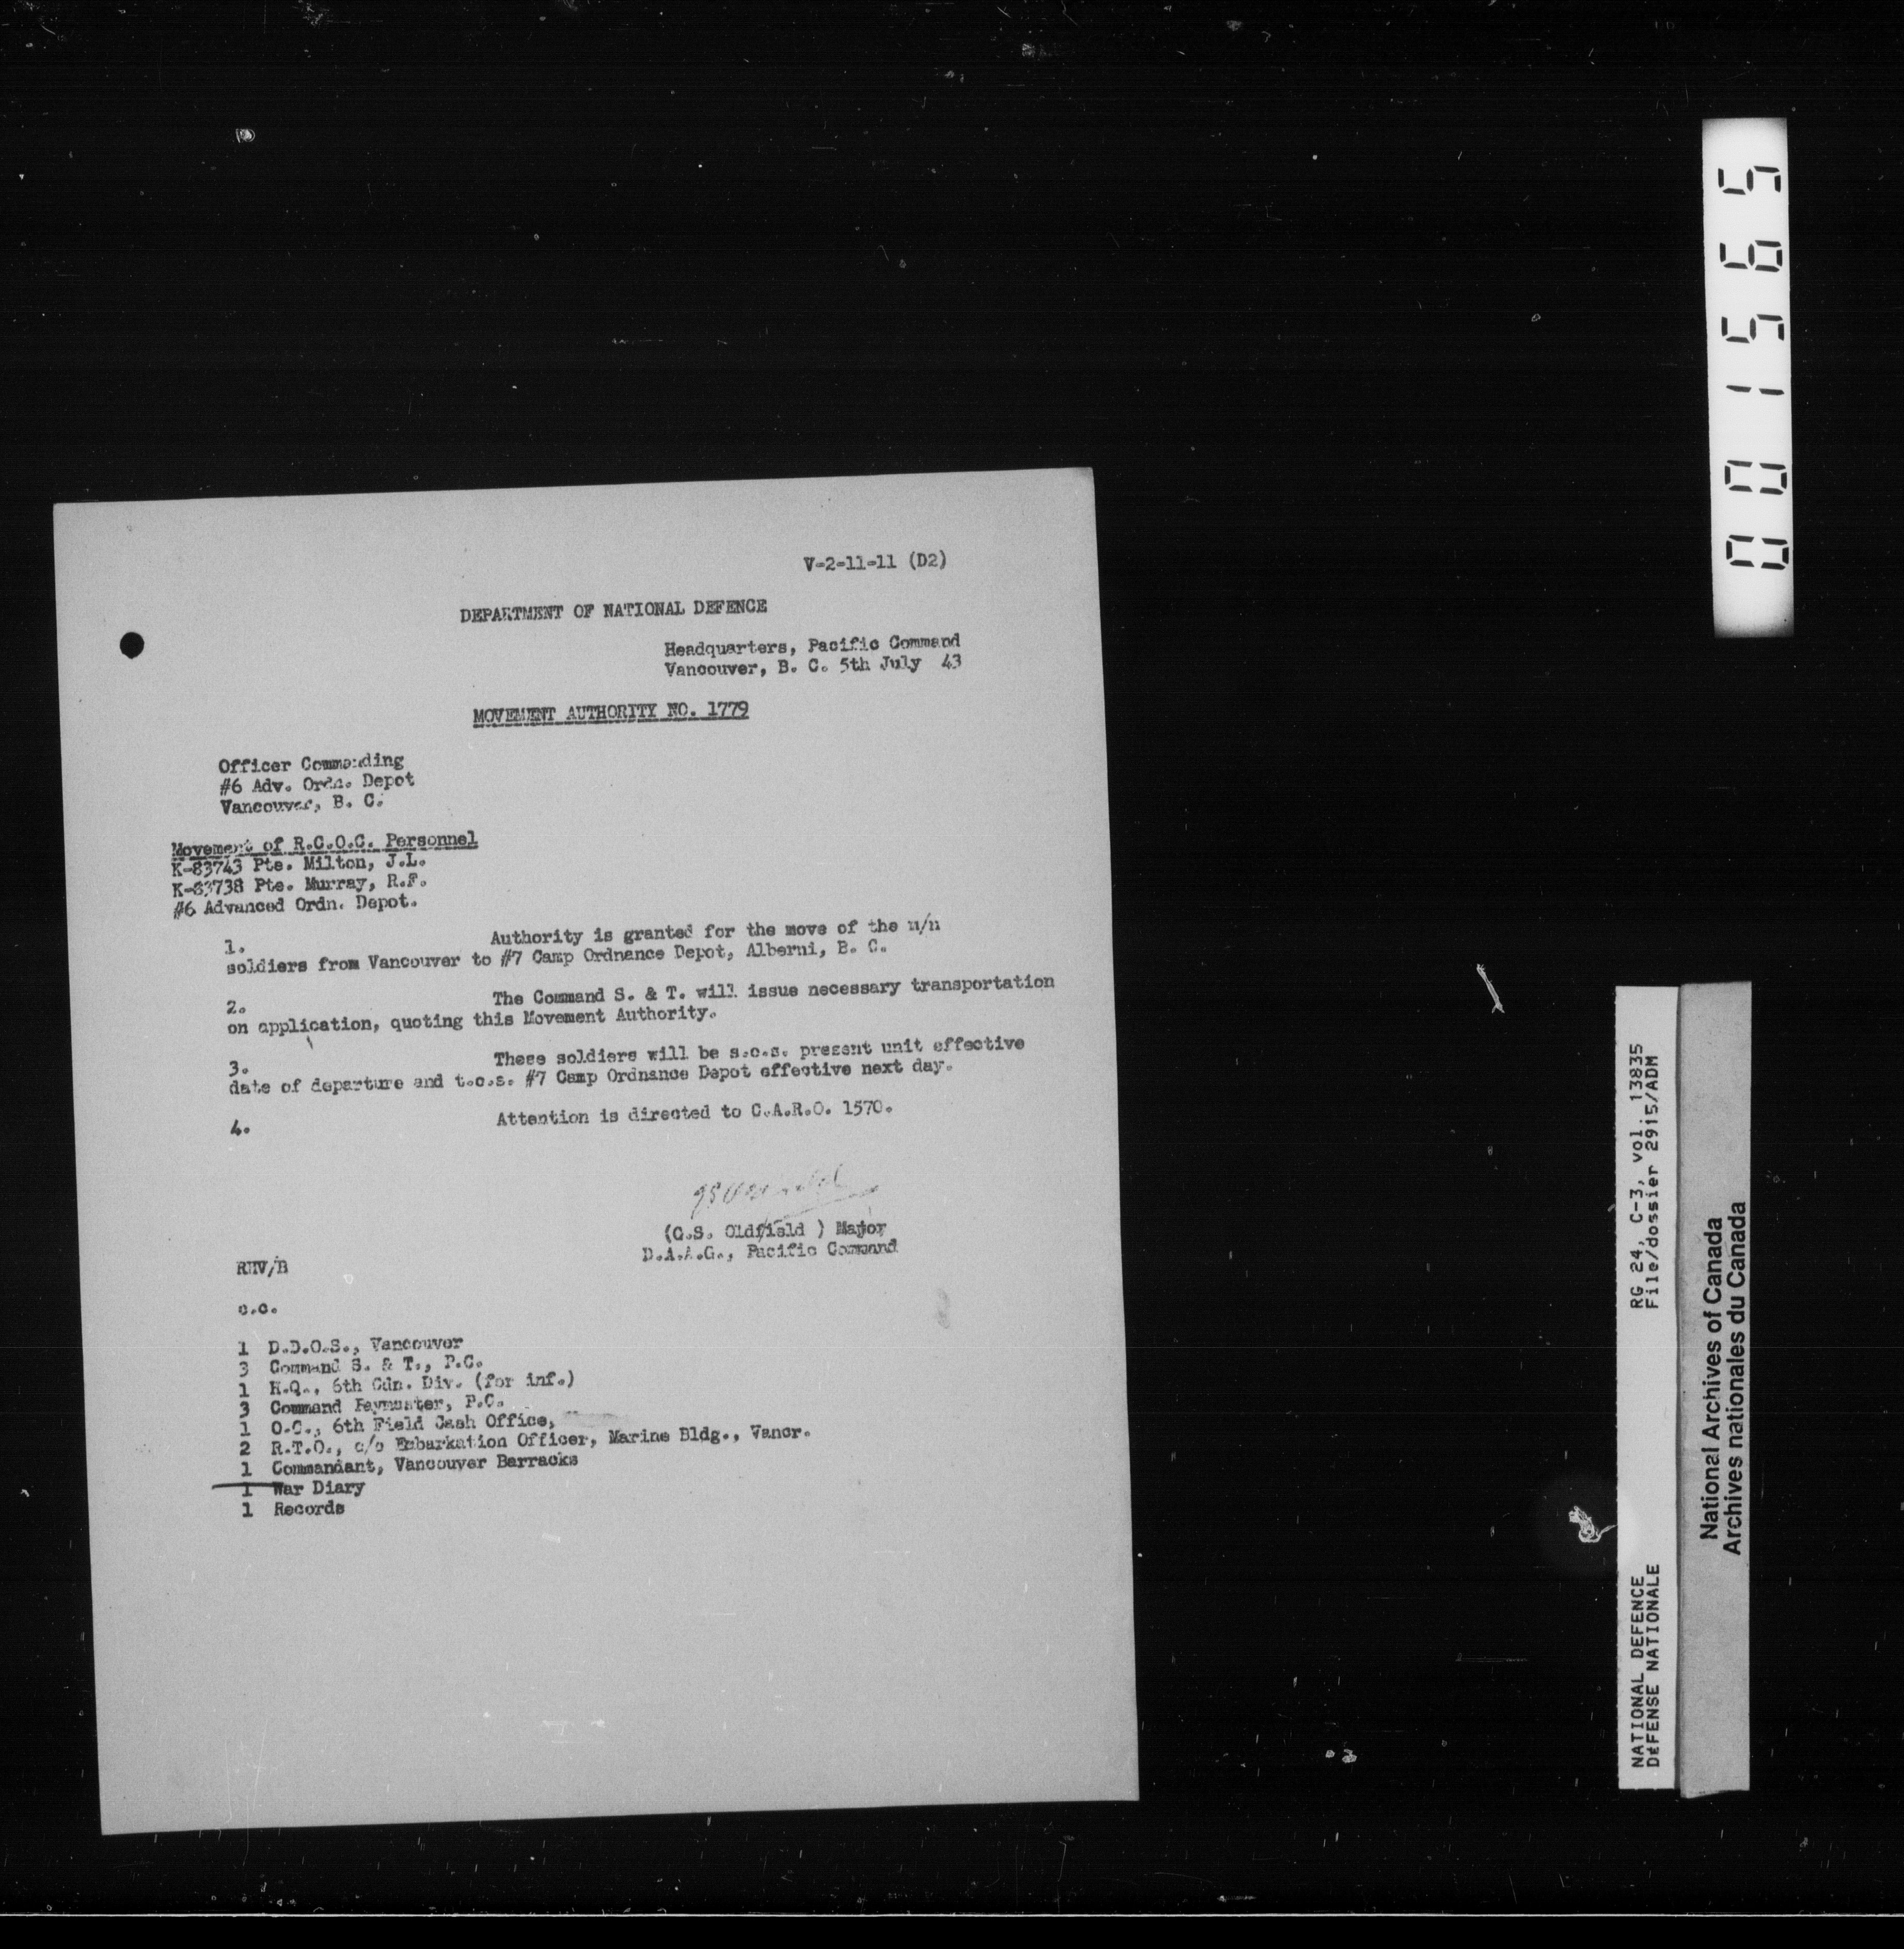 V-2-11-11 (D2)
DEPARTMENT OF NATIONAL DEFENCE
Headquarters, Pacific Command
Vancouver, B. C. 5th July 43
MOVEMENT AUTHORITY NO. 1779
Officer Commanding
#6 Adv. Ordn. Depot
Vancouver, B. C.
Movement of R.C.O.C. Personnel
K-83743 Pte. Milton, J.L.
K-83738 Pte. Murray, R.F.
#6 Advanced Ordn. Depot.
1. Authority is granted for the move of the n/n
soldiers from Vancouver to #7 Camp Ordnance Depot, Alberni, B. C.
2. The Command S. & T. will issue necessary transportation
on application, quoting this Movement Authority.
3. These soldiers will be s.o.s. present unit effective
date of departure and t.o.s. #7 Camp Ordnance Depot effective next day.
4. Attention is directed to C.A.R.O. 1570.
(G.S. Oldfield ) Major
D.A.A.G., Pacific Command
RHV/B
c.c.
1 D.D.O.S., Vancouver
3 Command S. & T., P.C.
1 H.Q., 6th Cdn. Div. (for inf.)
3 Command Paymaster, P.C.
1 O.C., 6th Field Cash Office,
2 R.T.O., c/o Embarkation Officer, Marine Bldg., Vancr.
1 Commandant, Vancouver Barracks
1 War Diary
1 Records
001565
RG 24, C-3, vol. 13835
File/dossier 2915/ADM
NATIONAL DEFENCE
DÉFENSE NATIONALE
National Archives of Canada
Archives nationales du Canada